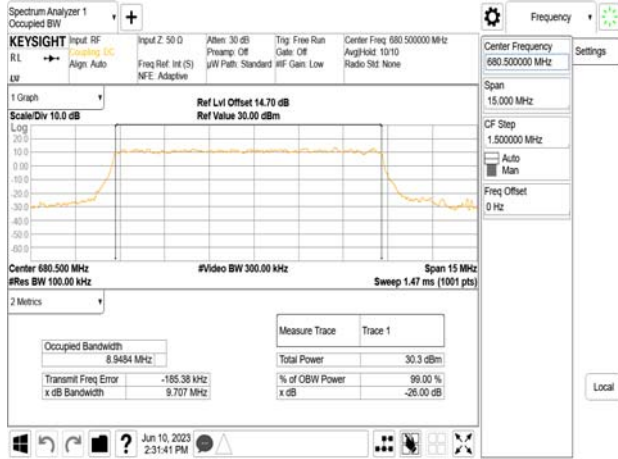 Spectrum Analyzer 1
Occupied BW
+
Frequency
KEYSIGHT
RL
LXI
Input: RF
Coupling: DC
Align: Auto
Input Z: 50 Ω
Freq Ref: Int (S)
NFE: Adaptive
Atten: 30 dB
Preamp: Off
µW Path: Standard
Trig: Free Run
Gate: Off
#IF Gain: Low
Center Freq: 680.500000 MHz
Avg|Hold: 10/10
Radio Std: None
Center Frequency
680.500000 MHz
Settings
Span
15.000 MHz
CF Step
1.500000 MHz
Auto
Man
Freq Offset
0 Hz
Local
1 Graph
Scale/Div 10.0 dB
Ref Lvl Offset 14.70 dB
Ref Value 30.00 dBm
Log
20.0
10.0
0.00
-10.0
-20.0
-30.0
-40.0
-50.0
-60.0
Center 680.500 MHz
#Video BW 300.00 kHz
Span 15 MHz
#Res BW 100.00 kHz
Sweep 1.47 ms (1001 pts)
2 Metrics
Measure Trace
Trace 1
Occupied Bandwidth
8.9484 MHz
Total Power
30.3 dBm
Transmit Freq Error
-185.38 kHz
% of OBW Power
99.00 %
x dB Bandwidth
9.707 MHz
x dB
-26.00 dB
?
Jun 10, 2023
2:31:41 PM